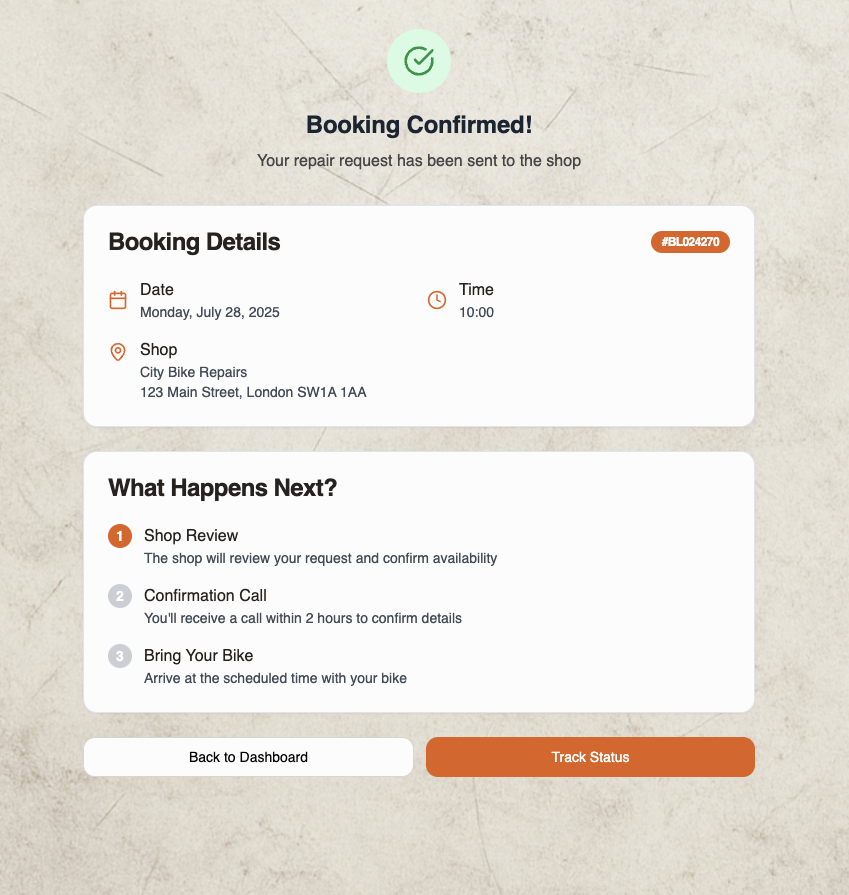 Booking Confirmed!
Your repair request has been sent to the shop
Booking Details
#BL024270
Date
Monday, July 28, 2025
Time
10:00
Shop
City Bike Repairs
123 Main Street, London SW1A 1AA
What Happens Next?
1 Shop Review
The shop will review your request and confirm availability
2 Confirmation Call
You'll receive a call within 2 hours to confirm details
3 Bring Your Bike
Arrive at the scheduled time with your bike
Back to Dashboard
Track Status